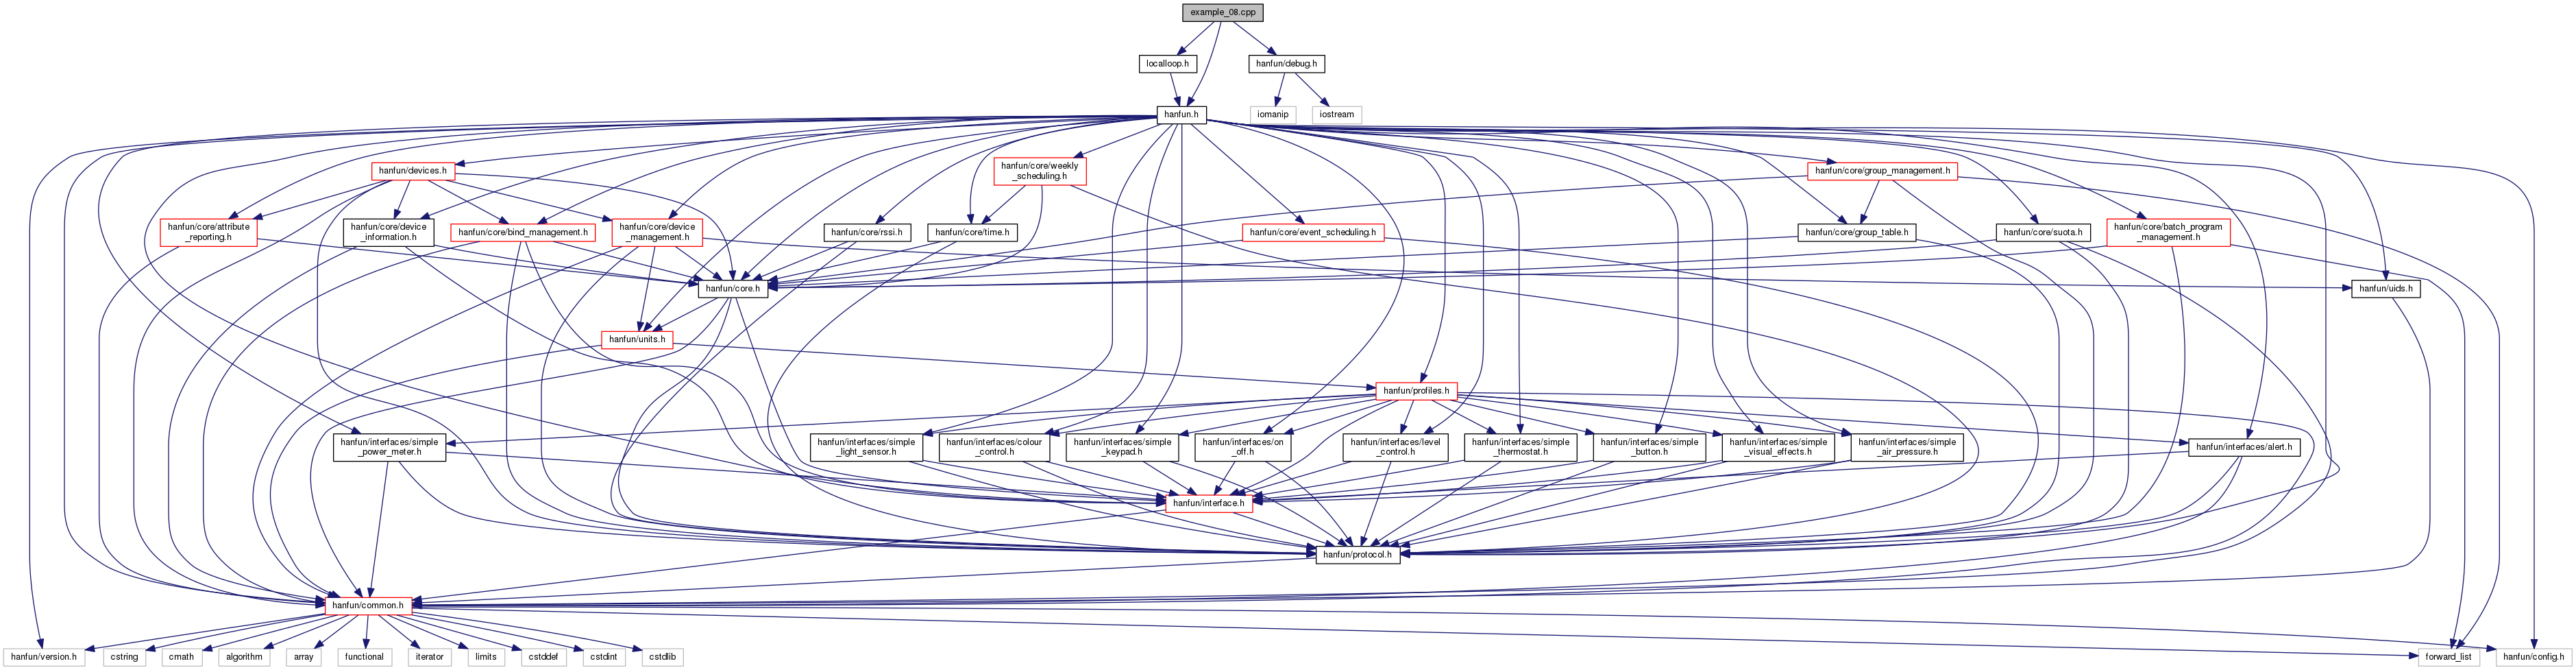 example_08.cpp
localloop.h
hanfun/debug.h
hanfun.h
iomanip
iostream
hanfun/devices.h
hanfun/core/weekly
_scheduling.h
hanfun/core/group_management.h
hanfun/core/attribute
_reporting.h
hanfun/core/device
_information.h
hanfun/core/bind_management.h
hanfun/core/device
_management.h
hanfun/core/rssi.h
hanfun/core/time.h
hanfun/core/event_scheduling.h
hanfun/core/group_table.h
hanfun/core/suota.h
hanfun/core/batch_program
_management.h
hanfun/core.h
hanfun/uids.h
hanfun/units.h
hanfun/profiles.h
hanfun/interfaces/simple
_power_meter.h
hanfun/interfaces/simple
_light_sensor.h
hanfun/interfaces/colour
_control.h
hanfun/interfaces/simple
_keypad.h
hanfun/interfaces/on
_off.h
hanfun/interfaces/level
_control.h
hanfun/interfaces/simple
_thermostat.h
hanfun/interfaces/simple
_button.h
hanfun/interfaces/simple
_visual_effects.h
hanfun/interfaces/simple
_air_pressure.h
hanfun/interfaces/alert.h
hanfun/interface.h
hanfun/protocol.h
hanfun/common.h
hanfun/version.h
cstring
cmath
algorithm
array
functional
iterator
limits
cstddef
cstdint
cstdlib
forward_list
hanfun/config.h